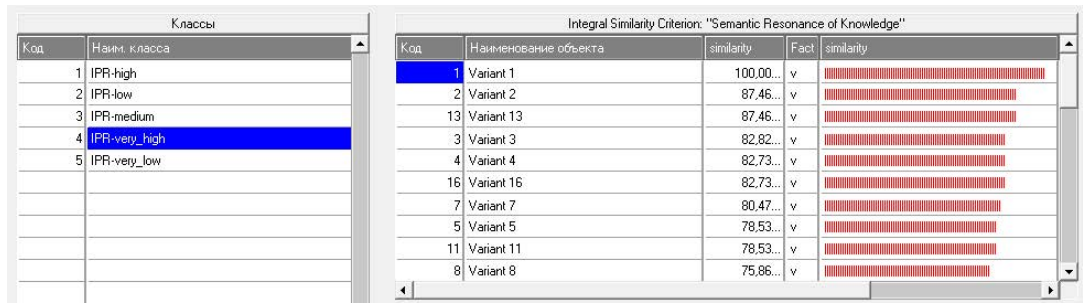 Классы
Код Наим. класса
1 IPR-high
2 IPR-low
3 IPR-medium
4 IPR-very_high
5 IPR-very_low
Integral Similarity Criterion: "Semantic Resonance of Knowledge"
Код Наименование объекта similarity Fact similarity
1 Variant 1 100,00... v
2 Variant 2 87,46... v
13 Variant 13 87,46... v
3 Variant 3 82,82... v
4 Variant 4 82,73... v
16 Variant 16 82,73... v
7 Variant 7 80,47... v
5 Variant 5 78,53... v
11 Variant 11 78,53... v
8 Variant 8 75,86... v